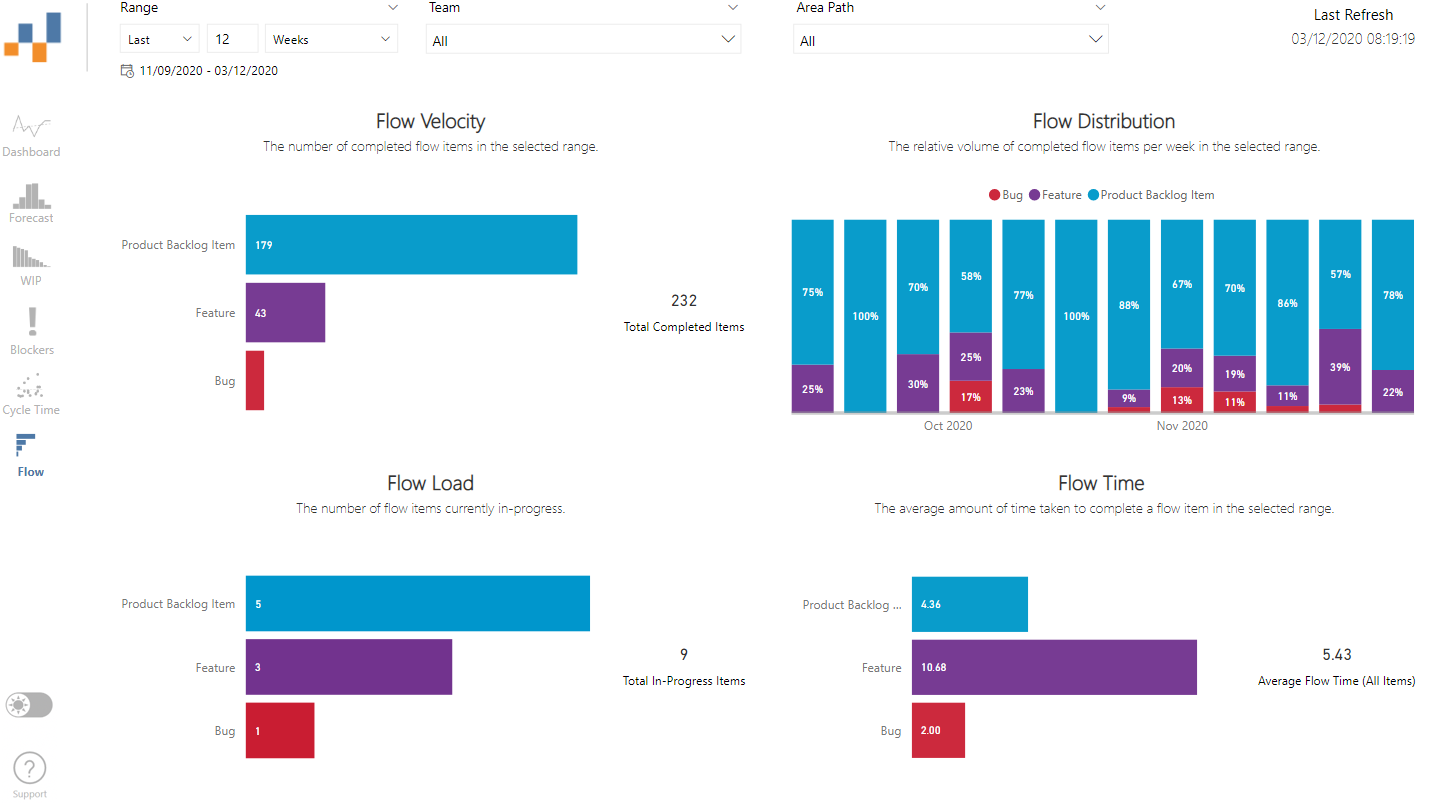 Range
Team
Area Path
Last Refresh
Last
12
Weeks
All
All
03/12/2020 08:19:19
11/09/2020 - 03/12/2020
Dashboard
Forecast
WIP
Blockers
Cycle Time
Flow
Support
Flow Velocity
The number of completed flow items in the selected range.
Product Backlog Item
179
Feature
43
Bug
232
Total Completed Items
Flow Distribution
The relative volume of completed flow items per week in the selected range.
Bug Feature Product Backlog Item
75%
25%
100%
70%
30%
58%
25%
17%
77%
23%
100%
88%
9%
67%
20%
13%
70%
19%
11%
86%
11%
57%
39%
78%
22%
Oct 2020
Nov 2020
Flow Load
The number of flow items currently in-progress.
Product Backlog Item
5
Feature
3
Bug
1
9
Total In-Progress Items
Flow Time
The average amount of time taken to complete a flow item in the selected range.
Product Backlog ...
4.36
Feature
10.68
Bug
2.00
5.43
Average Flow Time (All Items)